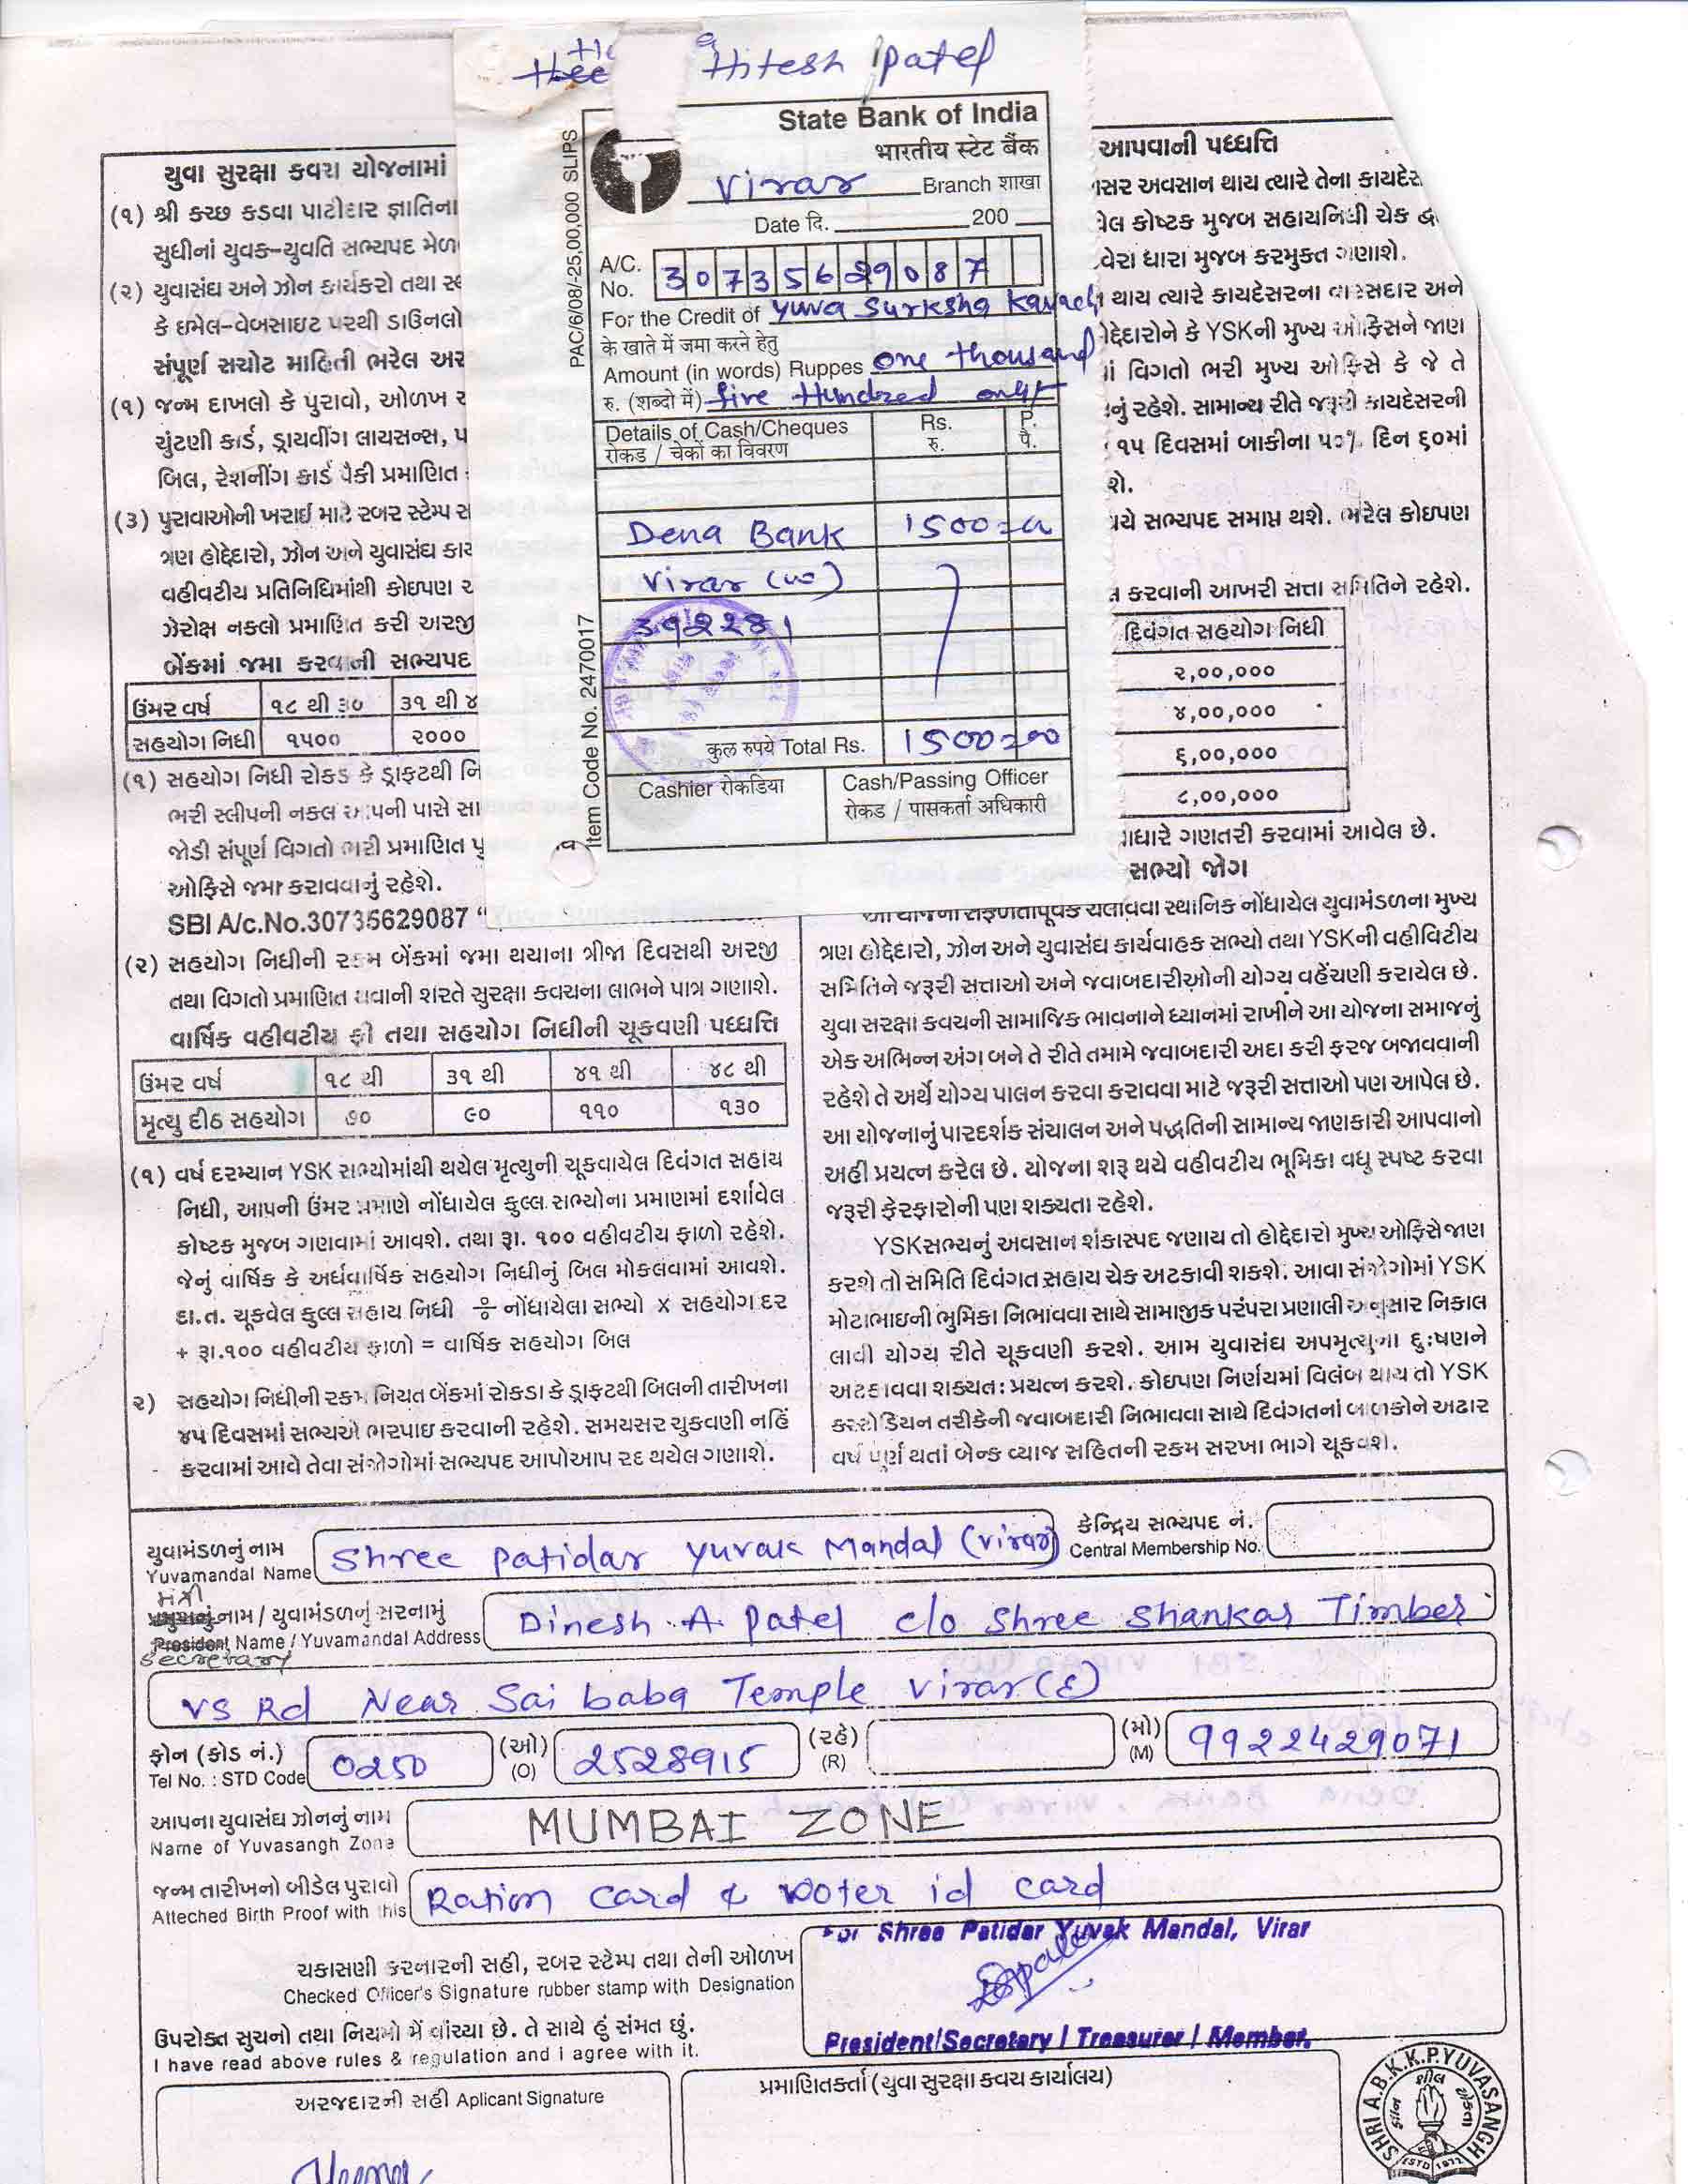 Hitesh patel
State Bank of India
भारतीय स्टेट बैंक
Virar Branch शाखा
Date दि. 200
A/C. No. 30735629087
For the Credit of Yuva Surksha Kavach
के खाते में जमा करने हेतु
Amount (in words) Ruppes one thousand
रु. (शब्दो में) five Hundred only
Details of Cash/Cheques Rs. P.
रोकड / चेकों का विवरण रु. पै.
Dena Bank 1500=00
Virar (w)
कुल रुपये Total Rs. 1500=00
Cashier रोकडिया
Cash/Passing Officer
रोकड / पासकर्ता अधिकारी
PAC/6/08/-25,00,000 SLIPS
Item Code No. 2470017
યુવા સુરક્ષા કવચ યોજનામાં
(૧) શ્રી કચ્છ કડવા પાટીદાર જ્ઞાતિના
સુધીનાં યુવક-યુવતિ સભ્યપદ
(૨) યુવાસંઘ અને ઝોન કાર્યકરો તથા
કે ઇમેલ-વેબસાઇટ પરથી
સંપૂર્ણ સચોટ માહિતી ભરેલ
(૧) જન્મ દાખલો કે પુરાવો, ઓળખ
ચુંટણી કાર્ડ, ડ્રાયવીંગ લાયસન્સ,
બિલ, રેશનીંગ કાર્ડ પૈકી પ્રમાણિત
(૩) પુરાવાઓની ખરાઈ માટે રબર સ્ટેમ્પ
ત્રણ હોદ્દેદારો, ઝોન અને યુવાસંઘ
વહીવટીય પ્રતિનિધિમાંથી કોઇપણ
ઝેરોક્ષ નકલો પ્રમાણિત કરી અરજી
બેંકમાં જમા કરવાની સભ્યપદ
ઉંમર વર્ષ ૧૮ થી ૩૦ ૩૧ થી ૪
સહયોગ નિધી ૧૫૦૦ ૨૦૦૦
(૧) સહયોગ નિધી રોકડ કે ડ્રાફટથી
ભરી સ્લીપની નકલ આપની પાસે
જોડી સંપૂર્ણ વિગતો ભરી પ્રમાણિત
ઓફિસે જમા કરાવવાનું રહેશે.
SBI A/c.No.30735629087 "
(૨) સહયોગ નિધીની રકમ બેંકમાં જમા થયાના ત્રીજા દિવસથી અરજી
તથા વિગતો પ્રમાણિત થવાની શરતે સુરક્ષા કવચના લાભને પાત્ર ગણાશે.
વાર્ષિક વહીવટીય ફી તથા સહયોગ નિધીની ચૂકવણી પધ્ધતિ
ઉંમર વર્ષ ૧૮ થી ૩૧ થી ૪૧ થી ૪૮ થી
મૃત્યુ દીઠ સહયોગ ૭૦ ૯૦ ૧૧૦ ૧૩૦
(૧) વર્ષ દરમ્યાન YSK સભ્યોમાંથી થયેલ મૃત્યુની ચૂકવાયેલ દિવંગત સહાય
નિધી, આપની ઉંમર પ્રમાણે નોંધાયેલ કુલ્લ સભ્યોના પ્રમાણમાં દર્શાવેલ
કોષ્ટક મુજબ ગણવામાં આવશે. તથા રૂા. ૧૦૦ વહીવટીય ફાળો રહેશે.
જેનું વાર્ષિક કે અર્ધવાર્ષિક સહયોગ નિધીનું બિલ મોકલવામાં આવશે.
દા.ત. ચૂકવેલ કુલ્લ સહાય નિધી ÷ નોંધાયેલા સભ્યો x સહયોગ દર
+ રૂા.૧૦૦ વહીવટીય ફાળો = વાર્ષિક સહયોગ બિલ
૨) સહયોગ નિધીની રકમ નિયત બેંકમાં રોકડા કે ડ્રાફટથી બિલની તારીખના
૪૫ દિવસમાં સભ્યએ ભરપાઇ કરવાની રહેશે. સમયસર ચુકવણી નહિં
કરવામાં આવે તેવા સંજોગોમાં સભ્યપદ આપોઆપ રદ થયેલ ગણાશે.
આપવાની પધ્ધતિ
અવસાન થાય ત્યારે તેના
કોષ્ટક મુજબ સહાયનિધી ચેક
ધારા મુજબ કરમુક્ત ગણાશે.
થાય ત્યારે કાયદેસરના વારસદાર અને
કે YSKની મુખ્ય ઓફિસને જાણ
વિગતો ભરી મુખ્ય ઓફિસે કે જે તે
રહેશે. સામાન્ય રીતે જરૂરી કાયદેસરની
૧૫ દિવસમાં બાકીના ૫૦% દિન ૬૦માં
સભ્યપદ સમાપ્ત થશે. ભરેલ કોઇપણ
કરવાની આખરી સત્તા સમિતિને રહેશે.
દિવંગત સહયોગ નિધી
૨,૦૦,૦૦૦
૪,૦૦,૦૦૦
૬,૦૦,૦૦૦
૮,૦૦,૦૦૦
ગણતરી કરવામાં આવેલ છે.
સભ્યો જોગ
આ યોજના સફળતાપૂર્વક ચલાવવા સ્થાનિક નોંધાયેલ યુવામંડળના મુખ્ય
ત્રણ હોદ્દેદારો, ઝોન અને યુવાસંઘ કાર્યવાહક સભ્યો તથા YSKની વહીવિટીય
સમિતિને જરૂરી સત્તાઓ અને જવાબદારીઓની યોગ્ય વહેંચણી કરાયેલ છે.
યુવા સરક્ષા કવચની સામાજિક ભાવનાને ધ્યાનમાં રાખીને આ યોજના સમાજનું
એક અભિન્ન અંગ બને તે રીતે તમામે જવાબદારી અદા કરી ફરજ બજાવવાની
રહેશે તે અર્થે યોગ્ય પાલન કરવા કરાવવા માટે જરૂરી સત્તાઓ પણ આપેલ છે.
આ યોજનાનું પારદર્શક સંચાલન અને પદ્ધતિની સામાન્ય જાણકારી આપવાનો
અહીં પ્રયત્ન કરેલ છે. યોજના શરૂ થયે વહીવટીય ભૂમિકા વધુ સ્પષ્ટ કરવા
જરૂરી ફેરફારોની પણ શક્યતા રહેશે.
YSKસભ્યનું અવસાન શંકાસ્પદ જણાય તો હોદ્દેદારો મુખ્ય ઓફિસે જાણ
કરશે તો સમિતિ દિવંગત સહાય ચેક અટકાવી શકશે. આવા સંજોગોમાં YSK
મોટાભાઇની ભુમિકા નિભાવવા સાથે સામાજીક પરંપરા પ્રણાલી અનુસાર નિકાલ
લાવી યોગ્ય રીતે ચૂકવણી કરશે. આમ યુવાસંઘ અપમૃત્યુના દુઃષણને
અટકાવવા શક્યતઃ પ્રયત્ન કરશે. કોઇપણ નિર્ણયમાં વિલંબ થાય તો YSK
કસ્ટોડિયન તરીકેની જવાબદારી નિભાવવા સાથે દિવંગતનાં બાળકોને અઢાર
વર્ષ પૂર્ણ થતાં બેન્ક વ્યાજ સહિતની રકમ સરખા ભાગે ચૂકવશે.
યુવામંડળનું નામ Shree Patidar Yuvak Mandal (Virar) કેન્દ્રિય સભ્યપદ નં.
Yuvamandal Name Central Membership No.
મંત્રી
પ્રમુખનું નામ / યુવામંડળનું સરનામું Dinesh A. Patel c/o Shree Shankar Timber
President Name / Yuvamandal Address
Secretary
VS Rd Near Sai baba Temple Virar (E)
ફોન (કોડ નં.) 0250 (ઓ) 2528915 (રહે) (મો) 9922429071
Tel No. : STD Code (O) (R) (M)
આપના યુવાસંઘ ઝોનનું નામ MUMBAI ZONE
Name of Yuvasangh Zone
જન્મ તારીખનો બીડેલ પુરાવો Ration Card & Voter id card
Atteched Birth Proof with this
For Shree Patidar Yuvak Mandal, Virar
ચકાસણી કરનારની સહી, રબર સ્ટેમ્પ તથા તેની ઓળખ
Checked Officer's Signature rubber stamp with Designation
President/Secretary / Treasurer / Member.
ઉપરોક્ત સુચનો તથા નિયમો મેં વાંચ્યા છે. તે સાથે હું સંમત છું.
I have read above rules & regulation and i agree with it.
અરજદારની સહી Aplicant Signature
પ્રમાણિતકર્તા (યુવા સુરક્ષા કવચ કાર્યાલય)
Heena
SHRI A.B.K.K.P.YUVASANGH
ESTD 1972